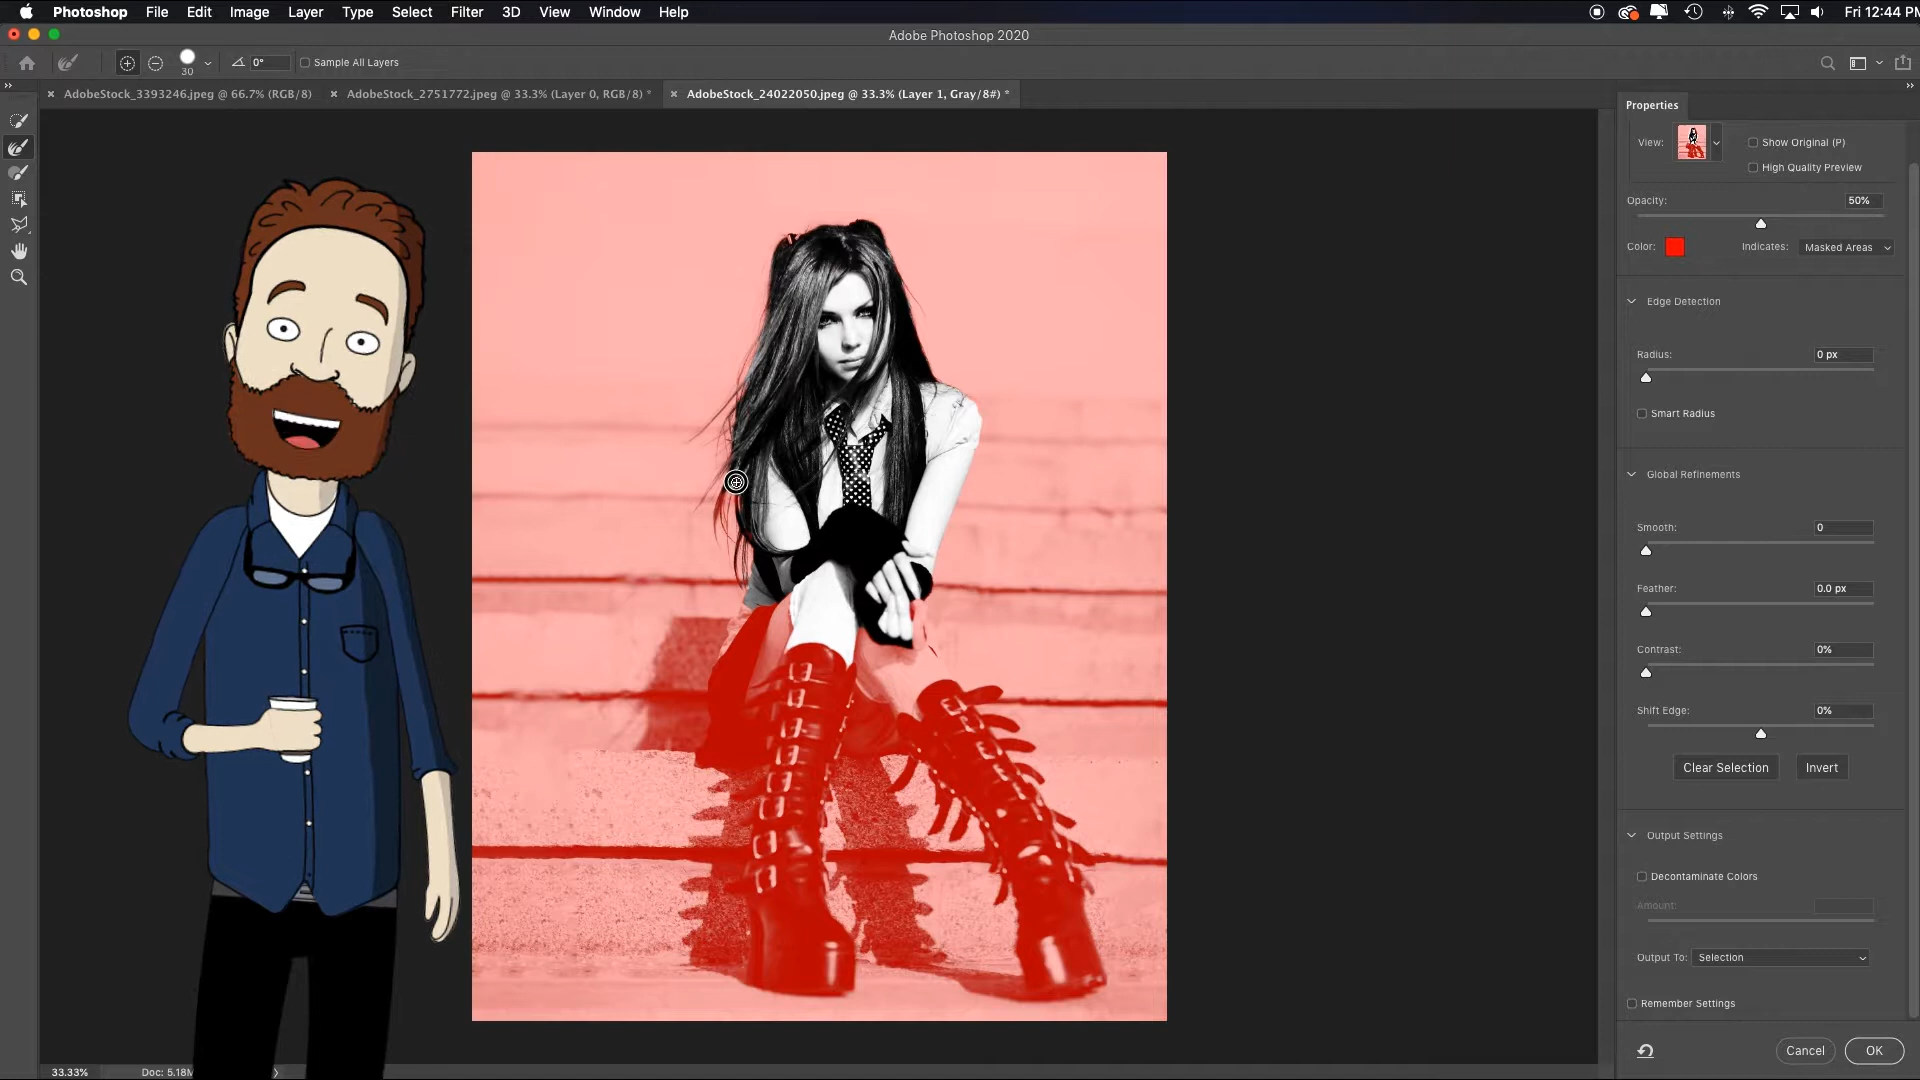 Photoshop File Edit Image Layer Type Select Filter 3D View Window Help Fri 12:44 PM
Adobe Photoshop 2020
30 0° Sample All Layers
AdobeStock_3393246.jpeg @ 66.7% (RGB/8) AdobeStock_2751772.jpeg @ 33.3% (Layer 0, RGB/8) * AdobeStock_24022050.jpeg @ 33.3% (Layer 1, Gray/8#) *
Properties
View: Show Original (P)
High Quality Preview
Opacity: 50%
Color: Indicates: Masked Areas
Edge Detection
Radius: 0 px
Smart Radius
Global Refinements
Smooth: 0
Feather: 0.0 px
Contrast: 0%
Shift Edge: 0%
Clear Selection Invert
Output Settings
Decontaminate Colors
Amount:
Output To: Selection
Remember Settings
Cancel OK
33.33% Doc: 5.18M